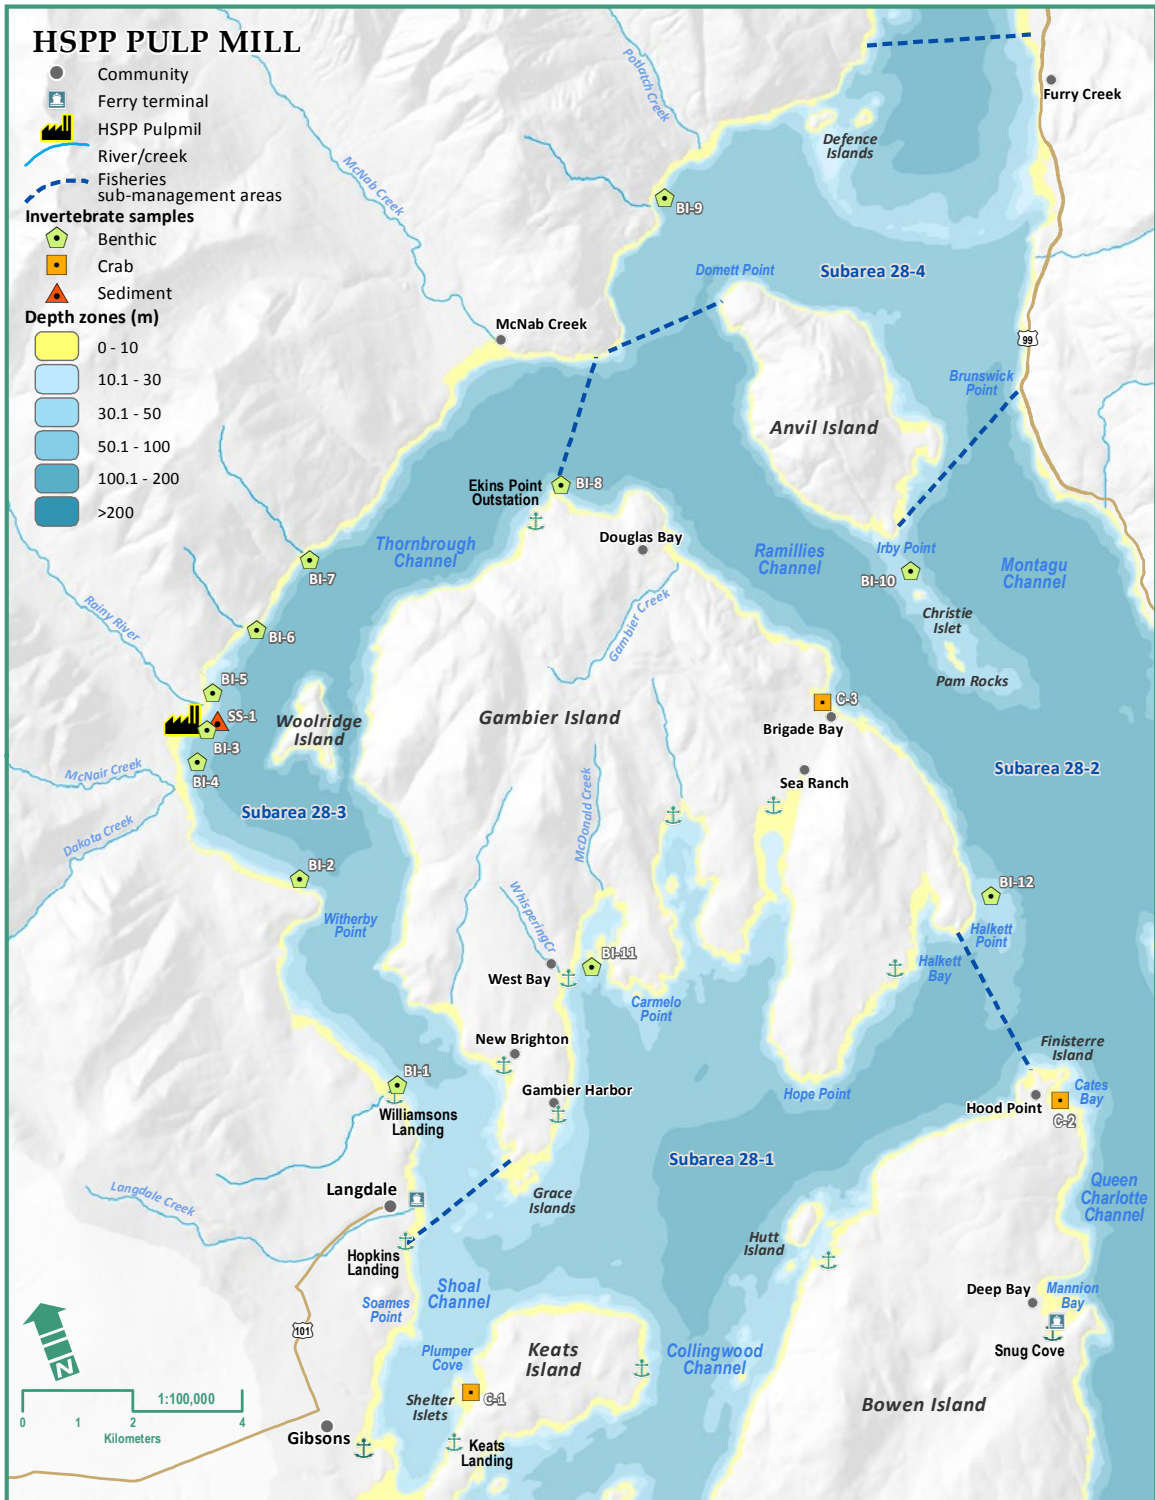 HSPP PULP MILL
Community
Ferry terminal
HSPP Pulpmil
River/creek
Fisheries
sub-management areas
Invertebrate samples
Benthic
Crab
Sediment
Depth zones (m)
0 - 10
10.1 - 30
30.1 - 50
50.1 - 100
100.1 - 200
>200
Potlatch Creek
Furry Creek
Defence
Islands
McNab Creek
BI-9
Domett Point
Subarea 28-4
McNab Creek
99
Brunswick
Point
Anvil Island
Ekins Point
Outstation
BI-8
Douglas Bay
Thornbrough
Channel
Ramillies
Channel
Irby Point
BI-10
Montagu
Channel
BI-7
Christie
Islet
Rainy River
Gambier Creek
BI-6
Pam Rocks
BI-5
SS-1
BI-3
BI-4
Woolridge
Island
Gambier Island
C-3
Brigade Bay
McNair Creek
Dakota Creek
Subarea 28-3
McDonald Creek
Sea Ranch
Subarea 28-2
BI-2
Witherby
Point
Whispering Cr
BI-12
Halkett
Point
Halkett
Bay
West Bay
BI-11
Carmelo
Point
New Brighton
Finisterre
Island
BI-1
Williamsons
Landing
Gambier Harbor
Hope Point
Hood Point
Cates
Bay
C-2
Subarea 28-1
Langdale Creek
Langdale
Grace
Islands
Queen
Charlotte
Channel
Hopkins
Landing
Hutt
Island
Soames
Point
Shoal
Channel
Deep Bay
Mannion
Bay
101
Plumper
Cove
Keats
Island
Collingwood
Channel
Snug Cove
N
Shelter
Islets
C-1
Bowen Island
1:100,000
0 1 2 4
Kilometers
Gibsons
Keats
Landing